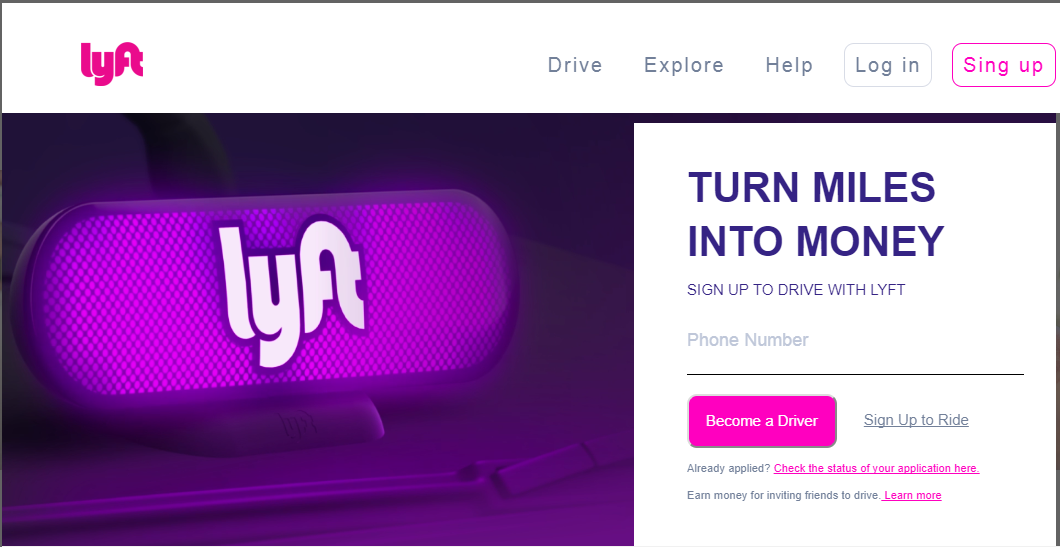 lyft
Drive Explore Help Log in Sing up
lyft
lyft
TURN MILES
INTO MONEY
SIGN UP TO DRIVE WITH LYFT
Phone Number
Become a Driver Sign Up to Ride
Already applied? Check the status of your application here.
Earn money for inviting friends to drive. Learn more